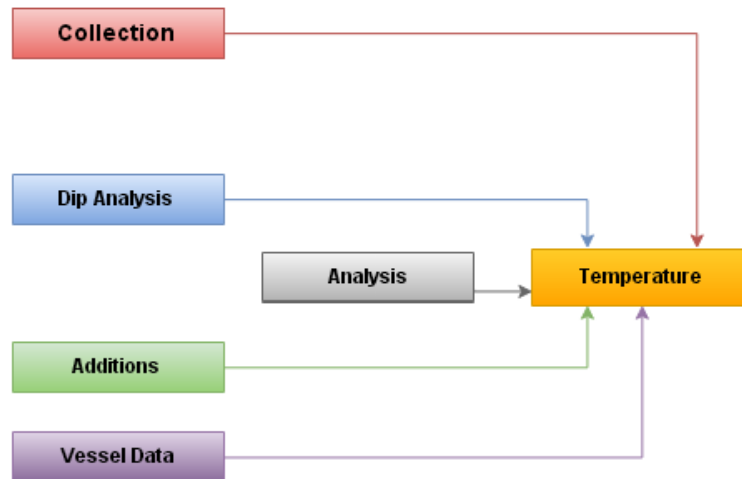 Collection
Dip Analysis
Analysis
Temperature
Additions
Vessel Data